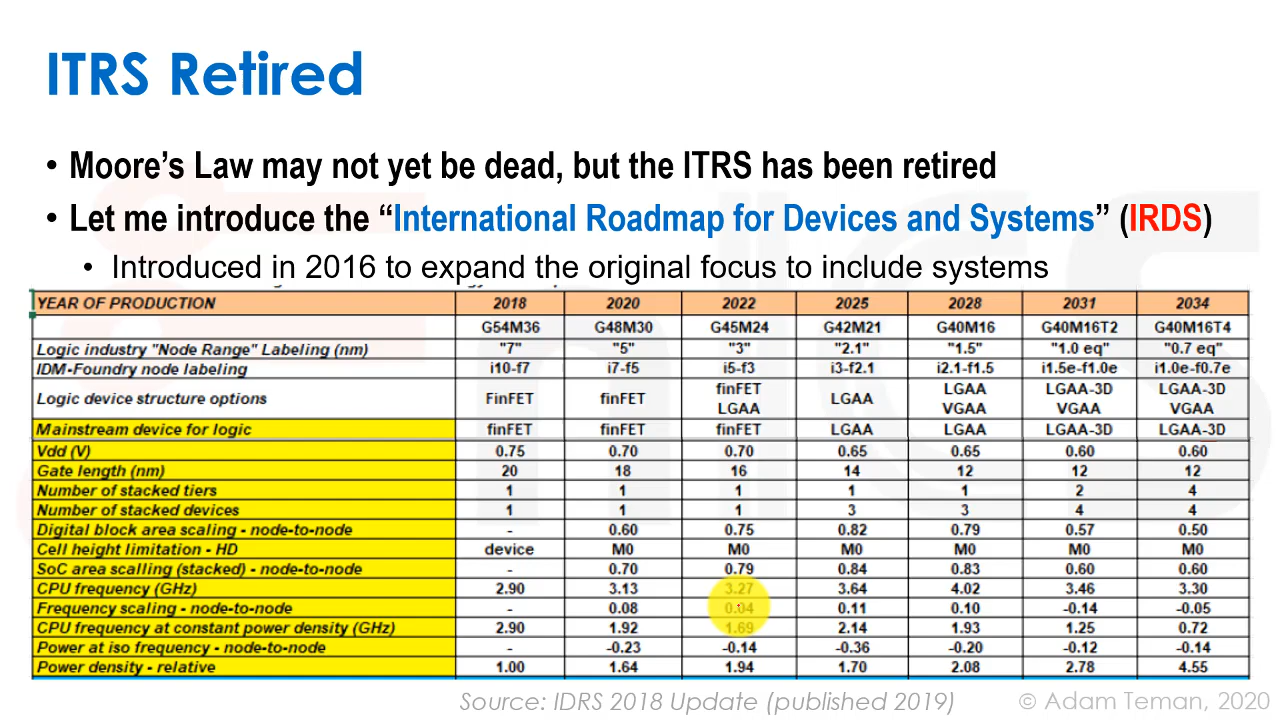 ITRS Retired
• Moore’s Law may not yet be dead, but the ITRS has been retired
• Let me introduce the “International Roadmap for Devices and Systems” (IRDS)
• Introduced in 2016 to expand the original focus to include systems
YEAR OF PRODUCTION 2018 2020 2022 2025 2028 2031 2034
G54M36 G48M30 G45M24 G42M21 G40M16 G40M16T2 G40M16T4
Logic industry "Node Range" Labeling (nm) "7" "5" "3" "2.1" "1.5" "1.0 eq" "0.7 eq"
IDM-Foundry node labeling i10-f7 i7-f5 i5-f3 i3-f2.1 i2.1-f1.5 i1.5e-f1.0e i1.0e-f0.7e
Logic device structure options FinFET finFET finFET LGAA LGAA LGAA VGAA LGAA-3D VGAA LGAA-3D VGAA
Mainstream device for logic finFET finFET finFET LGAA LGAA LGAA-3D LGAA-3D
Vdd (V) 0.75 0.70 0.70 0.65 0.65 0.60 0.60
Gate length (nm) 20 18 16 14 12 12 12
Number of stacked tiers 1 1 1 1 1 2 4
Number of stacked devices 1 1 1 3 3 4 4
Digital block area scaling - node-to-node - 0.60 0.75 0.82 0.79 0.57 0.50
Cell height limitation - HD device M0 M0 M0 M0 M0 M0
SoC area scalling (stacked) - node-to-node - 0.70 0.79 0.84 0.83 0.60 0.60
CPU frequency (GHz) 2.90 3.13 3.27 3.64 4.02 3.46 3.30
Frequency scaling - node-to-node - 0.08 0.04 0.11 0.10 -0.14 -0.05
CPU frequency at constant power density (GHz) 2.90 1.92 1.69 2.14 1.93 1.25 0.72
Power at iso frequency - node-to-node - -0.23 -0.14 -0.36 -0.20 -0.12 -0.14
Power density - relative 1.00 1.64 1.94 1.70 2.08 2.78 4.55
Source: IDRS 2018 Update (published 2019)
© Adam Teman, 2020